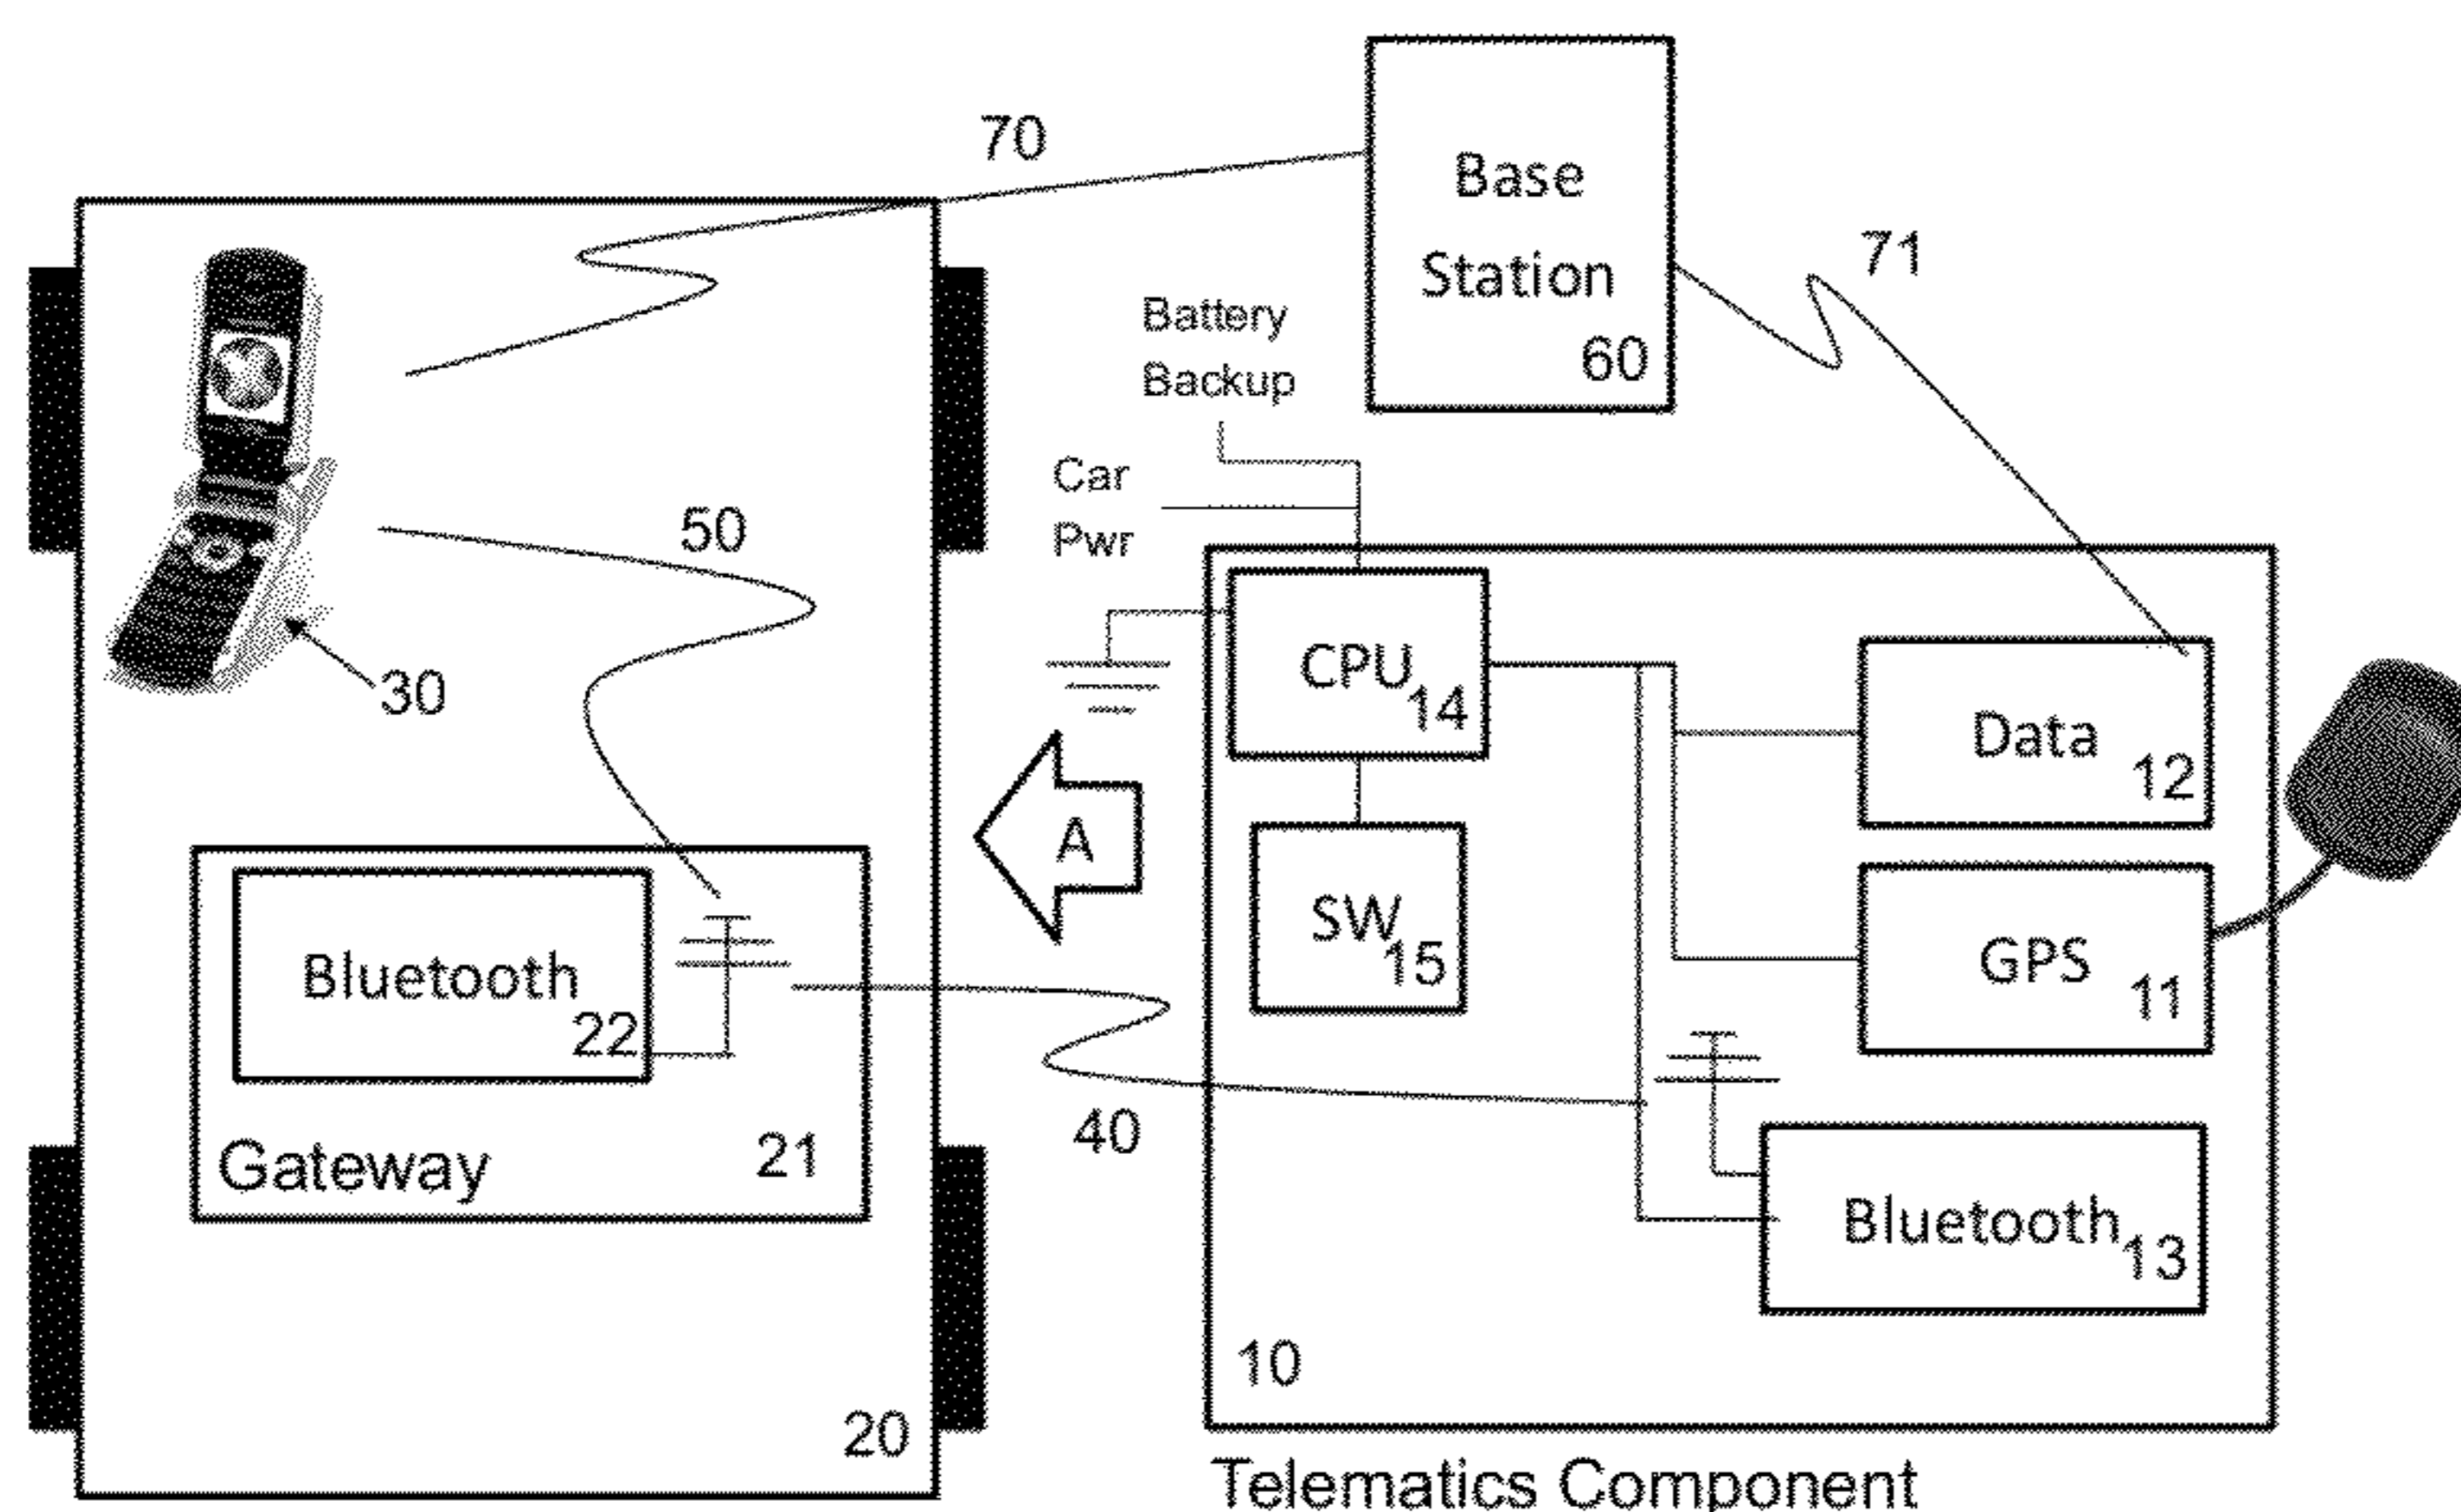 70
Base
Station
60
71
Battery
Backup
Car
Pwr
50
30
CPU
14
Data
12
A
SW
15
GPS
11
Bluetooth
22
Gateway
21
40
Bluetooth
13
10
20
Telematics Component